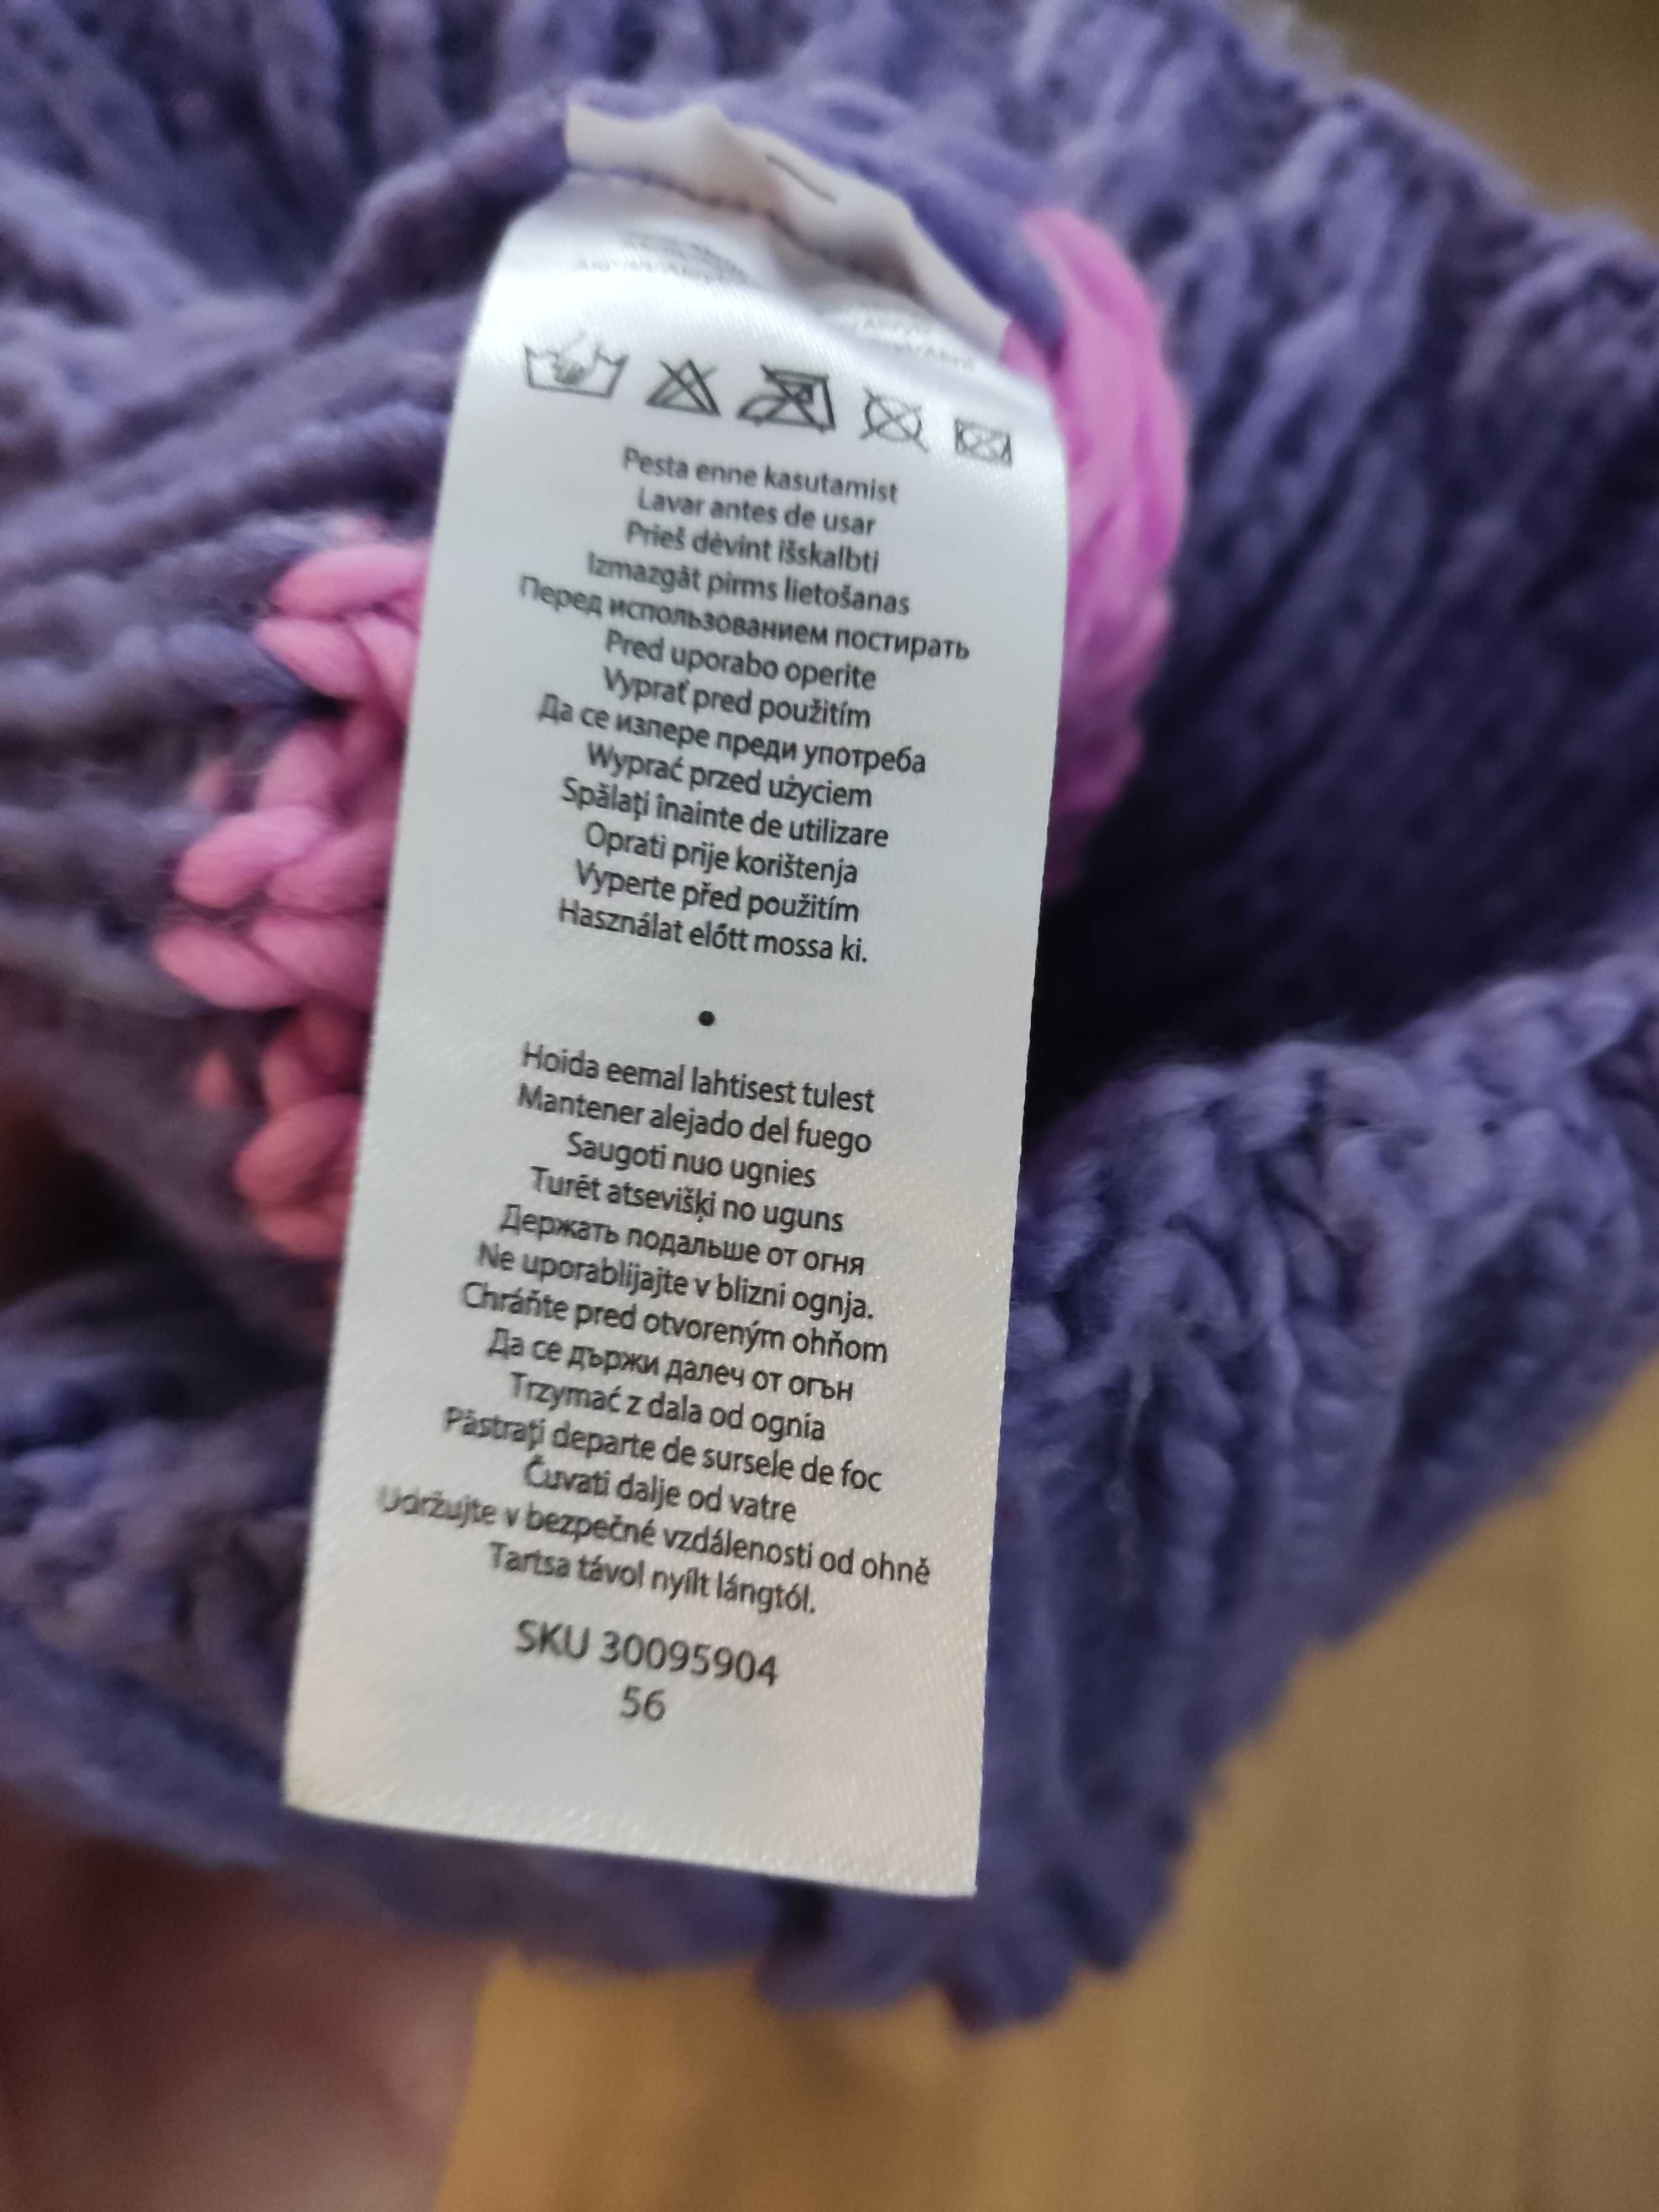 Pesta enne kasutamist
Lavar antes de usar
Prieš dėvint išskalbti
Izmazgāt pirms lietošanas
Перед использованием постирать
Pred uporabo operite
Vyprať pred použitím
Да се изпере преди употреба
Wyprać przed użyciem
Spălaţi înainte de utilizare
Oprati prije korištenja
Vyperte před použitím
Használat előtt mossa ki.
•
Hoida eemal lahtisest tulest
Mantener alejado del fuego
Saugoti nuo ugnies
Turēt atsevišķi no uguns
Держать подальше от огня
Ne uporablijajte v blizni ognja.
Chráňte pred otvoreným ohňom
Да се държи далеч от огън
Trzymać z dala od ognia
Păstraţi departe de sursele de foc
Čuvati dalje od vatre
Udržujte v bezpečné vzdálenosti od ohně
Tartsa távol nyílt lángtól.
SKU 30095904
56